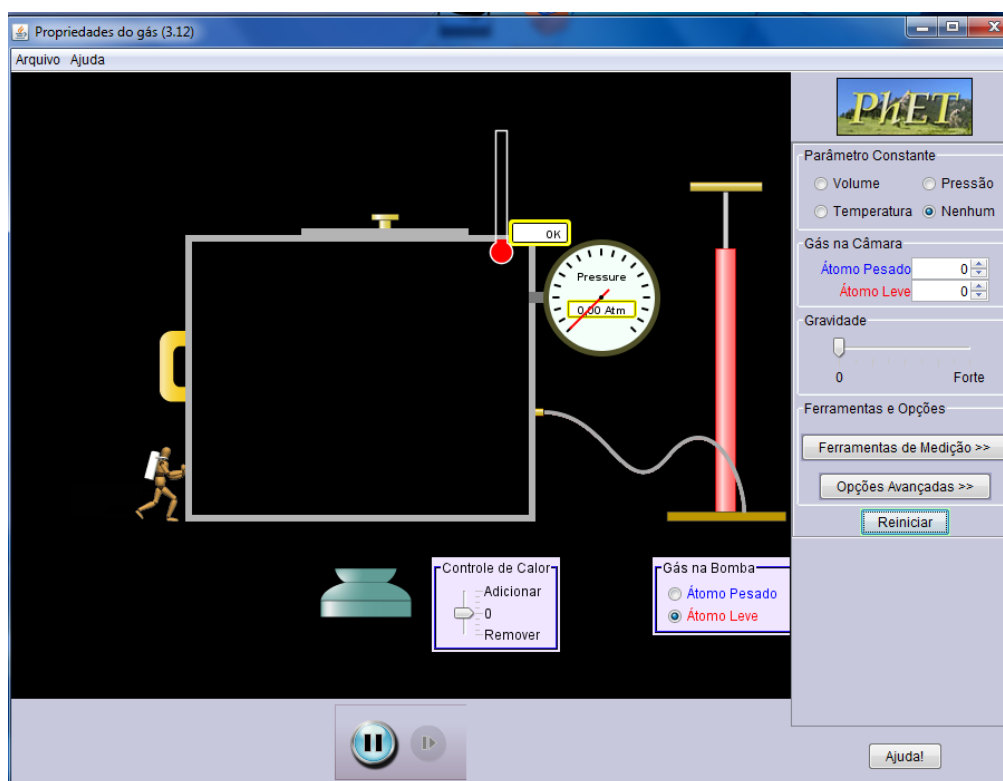 Propriedades do gás (3.12)
Arquivo Ajuda
PhET
Parâmetro Constante
Volume Pressão
Temperatura Nenhum
Gás na Câmara
Átomo Pesado 0
Átomo Leve 0
Gravidade
0 Forte
Ferramentas e Opções
Ferramentas de Medição >>
Opções Avançadas >>
Reiniciar
0K
Pressure
0,00 Atm
Controle de Calor
Adicionar
0
Remover
Gás na Bomba
Átomo Pesado
Átomo Leve
Ajuda!